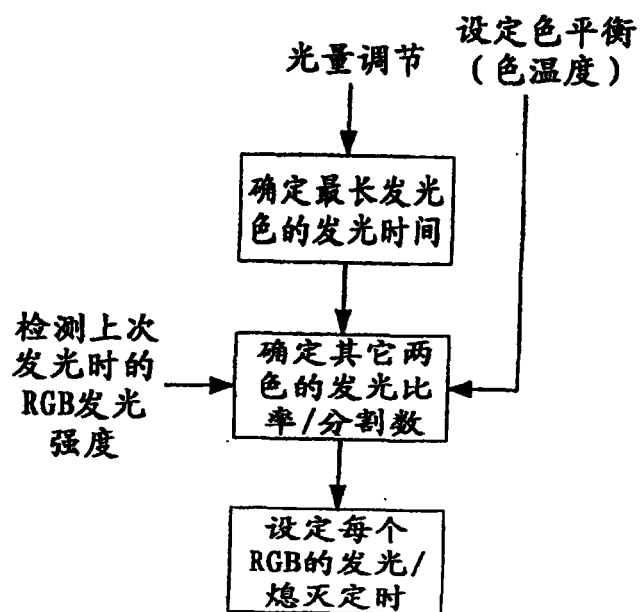 光量调节
设定色平衡
(色温度)
确定最长发光
色的发光时间
检测上次
发光时的
RGB发光
强度
确定其它两
色的发光比
率/分割数
设定每个
RGB的发光/
熄灭定时